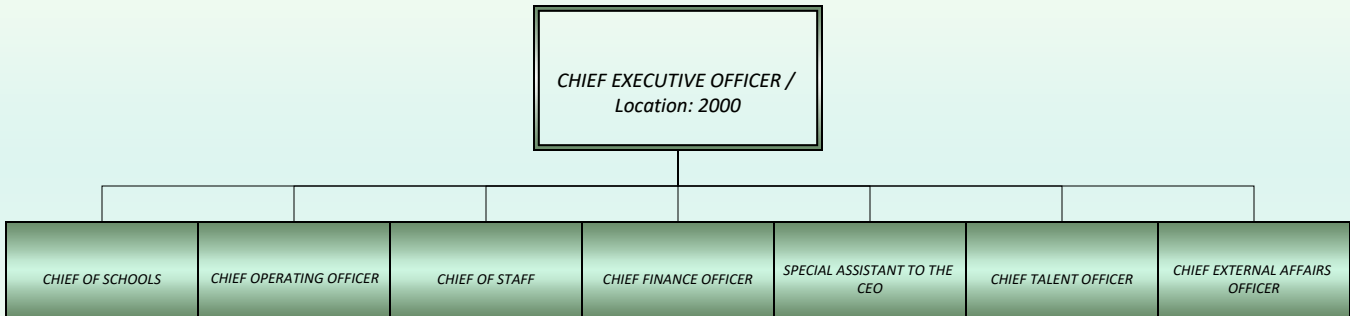 CHIEF EXECUTIVE OFFICER /
Location: 2000
CHIEF OF SCHOOLS
CHIEF OPERATING OFFICER
CHIEF OF STAFF
CHIEF FINANCE OFFICER
SPECIAL ASSISTANT TO THE
CEO
CHIEF TALENT OFFICER
CHIEF EXTERNAL AFFAIRS
OFFICER